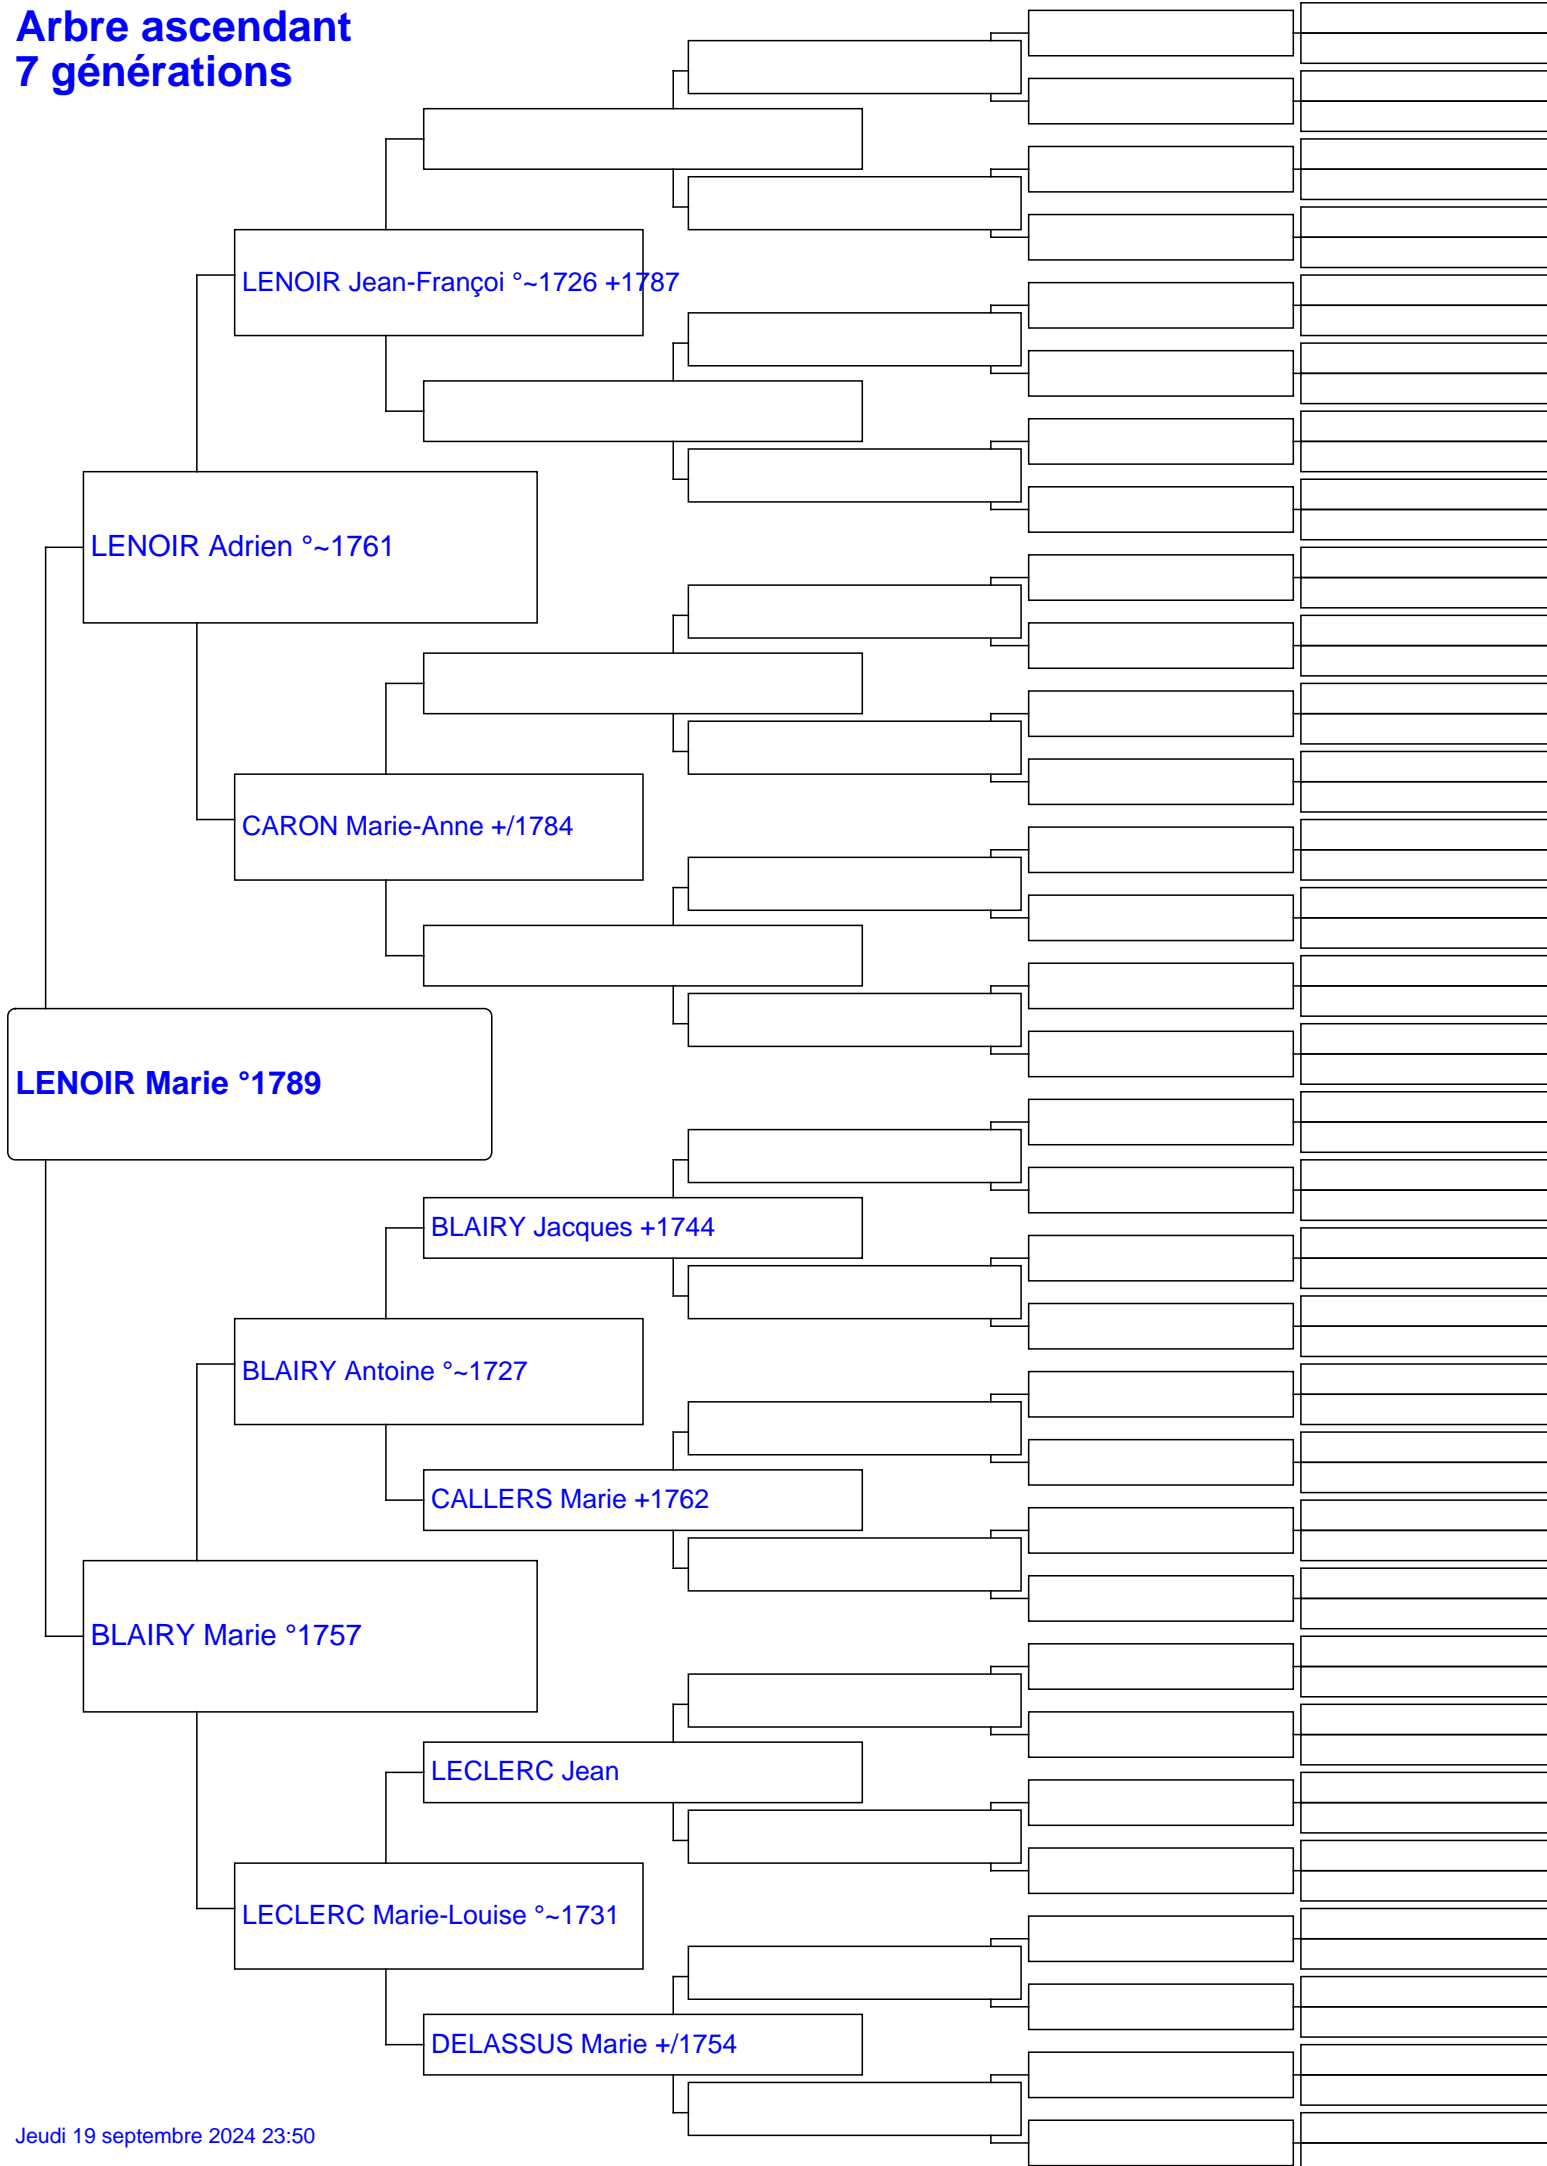 Arbre ascendant
7 générations
LENOIR Jean-Françoi °~1726 +1787
LENOIR Adrien °~1761
CARON Marie-Anne +/1784
LENOIR Marie °1789
BLAIRY Jacques +1744
BLAIRY Antoine °~1727
CALLERS Marie +1762
BLAIRY Marie °1757
LECLERC Jean
LECLERC Marie-Louise °~1731
DELASSUS Marie +/1754
Jeudi 19 septembre 2024 23:50